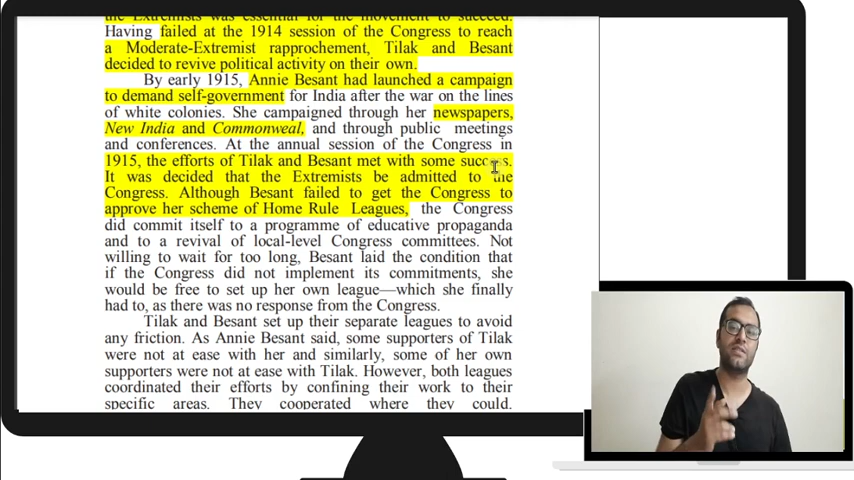 the Extremists was essential for the movement to succeed.
Having failed at the 1914 session of the Congress to reach
a Moderate-Extremist rapprochement, Tilak and Besant
decided to revive political activity on their own.
By early 1915, Annie Besant had launched a campaign
to demand self-government for India after the war on the lines
of white colonies. She campaigned through her newspapers,
New India and Commonweal, and through public meetings
and conferences. At the annual session of the Congress in
1915, the efforts of Tilak and Besant met with some success.
It was decided that the Extremists be admitted to the
Congress. Although Besant failed to get the Congress to
approve her scheme of Home Rule Leagues, the Congress
did commit itself to a programme of educative propaganda
and to a revival of local-level Congress committees. Not
willing to wait for too long, Besant laid the condition that
if the Congress did not implement its commitments, she
would be free to set up her own league—which she finally
had to, as there was no response from the Congress.
Tilak and Besant set up their separate leagues to avoid
any friction. As Annie Besant said, some supporters of Tilak
were not at ease with her and similarly, some of her own
supporters were not at ease with Tilak. However, both leagues
coordinated their efforts by confining their work to their
specific areas. They cooperated where they could.